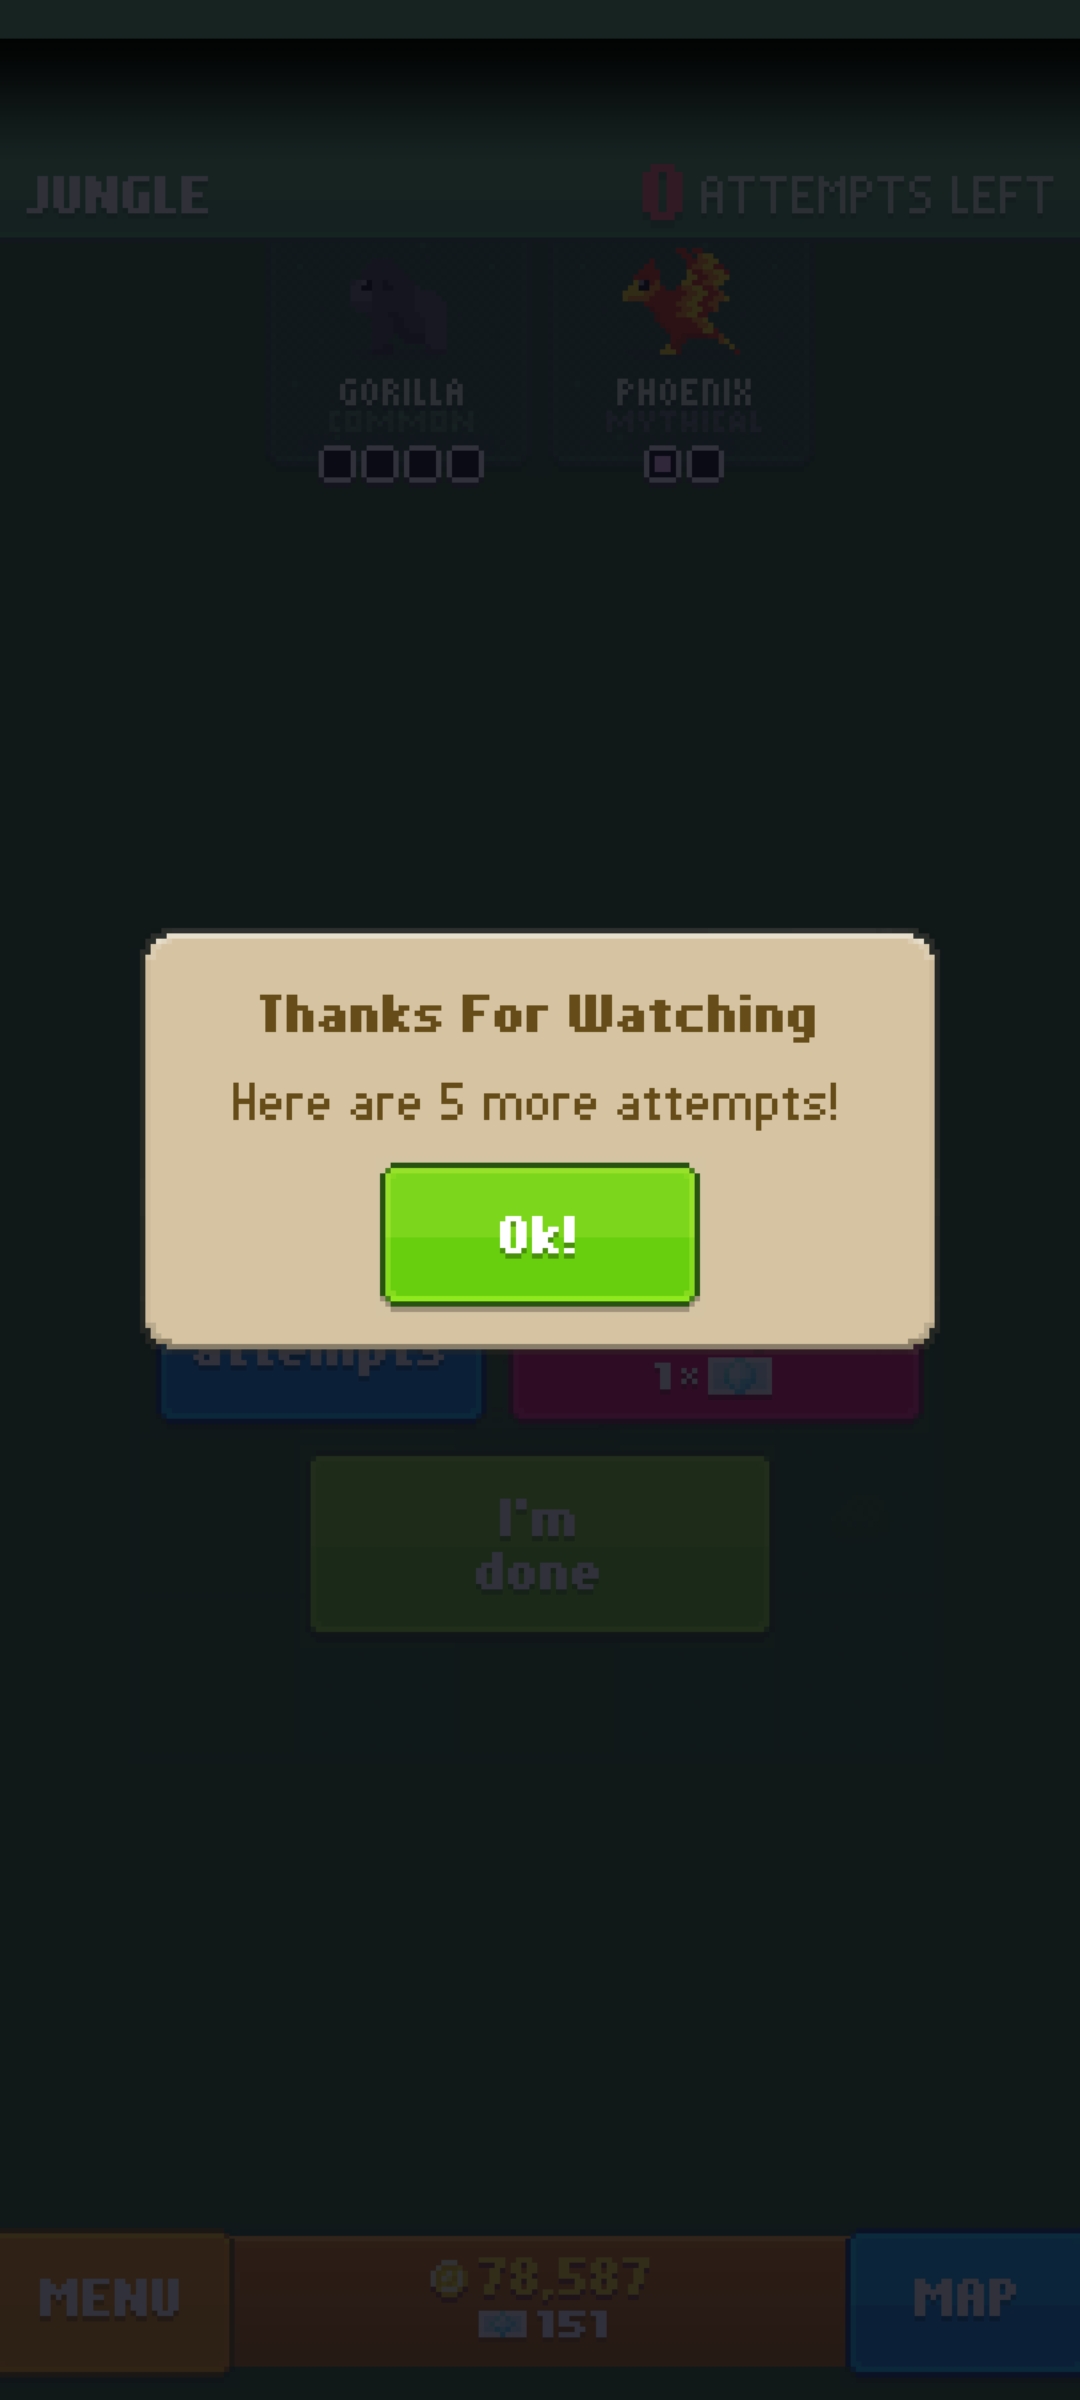 JUNGLE
0 ATTEMPTS LEFT
GORILLA
COMMON
PHOENIX
MYTHICAL
Thanks For Watching
Here are 5 more attempts!
Ok!
attempts
1×
I'm
done
MENU
78,587
151
MAP